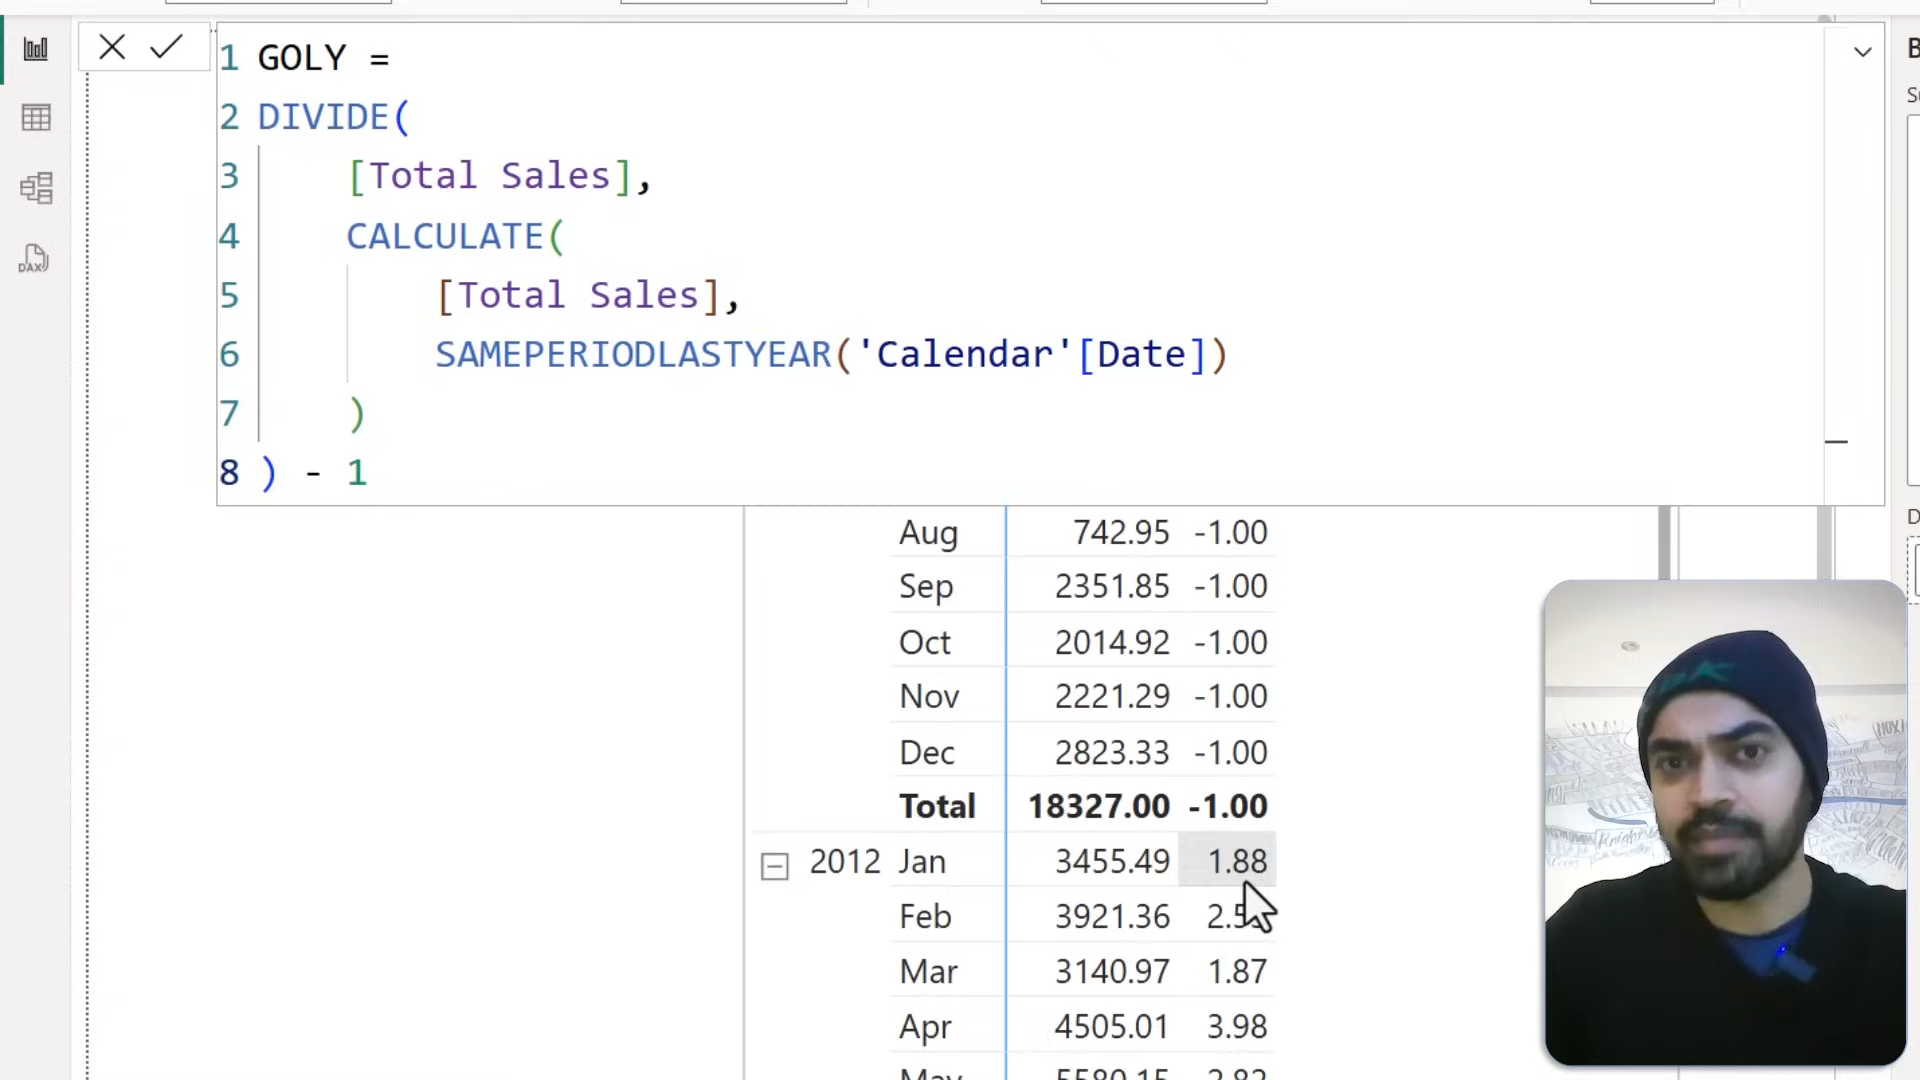 1 GOLY =
2 DIVIDE(
3 [Total Sales],
4 CALCULATE(
5 [Total Sales],
6 SAMEPERIODLASTYEAR('Calendar'[Date])
7 )
8 ) - 1
DAX
Aug 742.95 -1.00
Sep 2351.85 -1.00
Oct 2014.92 -1.00
Nov 2221.29 -1.00
Dec 2823.33 -1.00
Total 18327.00 -1.00
2012 Jan 3455.49 1.88
Feb 3921.36
Mar 3140.97 1.87
Apr 4505.01 3.98